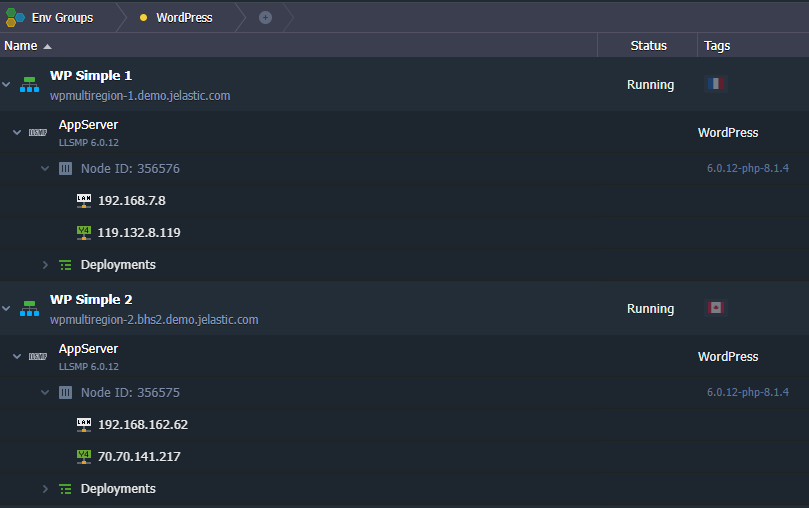 Env Groups WordPress
Name Status Tags
WP Simple 1
wpmultiregion-1.demo.jelastic.com
Running
AppServer
LLSMP 6.0.12
WordPress
Node ID: 356576
6.0.12-php-8.1.4
LAN 192.168.7.8
V4 119.132.8.119
Deployments
WP Simple 2
wpmultiregion-2.bhs2.demo.jelastic.com
Running
AppServer
LLSMP 6.0.12
WordPress
Node ID: 356575
6.0.12-php-8.1.4
LAN 192.168.162.62
V4 70.70.141.217
Deployments